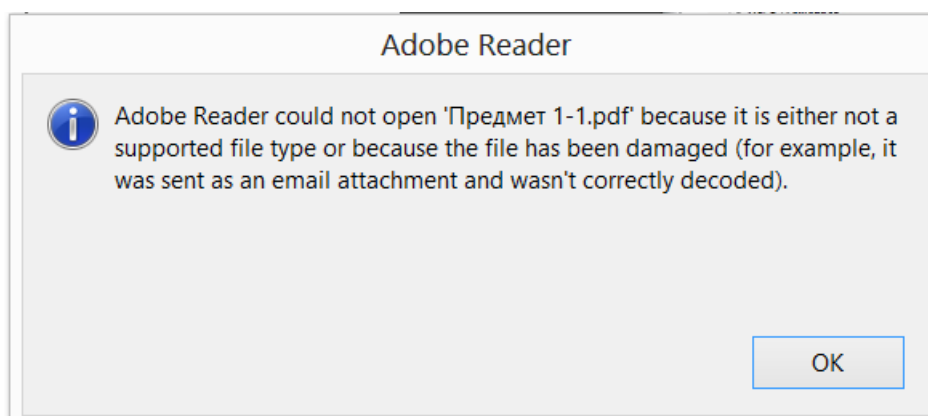 Adobe Reader
Adobe Reader could not open 'Предмет 1-1.pdf' because it is either not a
supported file type or because the file has been damaged (for example, it
was sent as an email attachment and wasn't correctly decoded).
OK